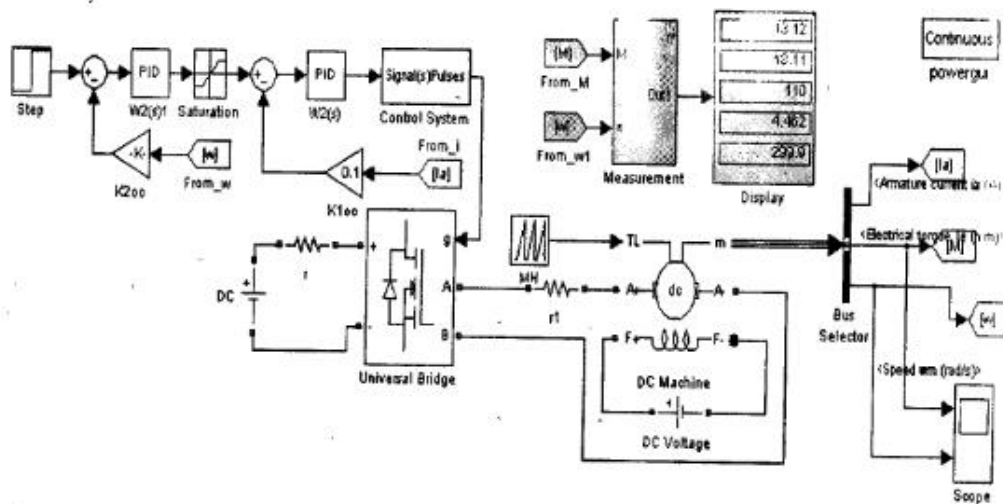 Step
PID
W2(s)1
Saturation
PID
W2(s)
Signal(s)Pulses
Control System
-K-
K2oo
[w]
From_w
0.1
K1oo
From_i
[Ia]
[M]
From_M
[w]
From_w1
M
Out1
Measurement
13.12
13.11
110
4.462
299.9
Display
Continuous
powergui
DC
+
r
+
-
g
A
B
Universal Bridge
MH
r1
TL
m
A+
dc
A-
F+
F-
DC Machine
+
DC Voltage
Bus
Selector
[Ia]
<Armature current ia
<Electrical torque
[M]
[w]
<Speed wm (rad/s)>
Scope